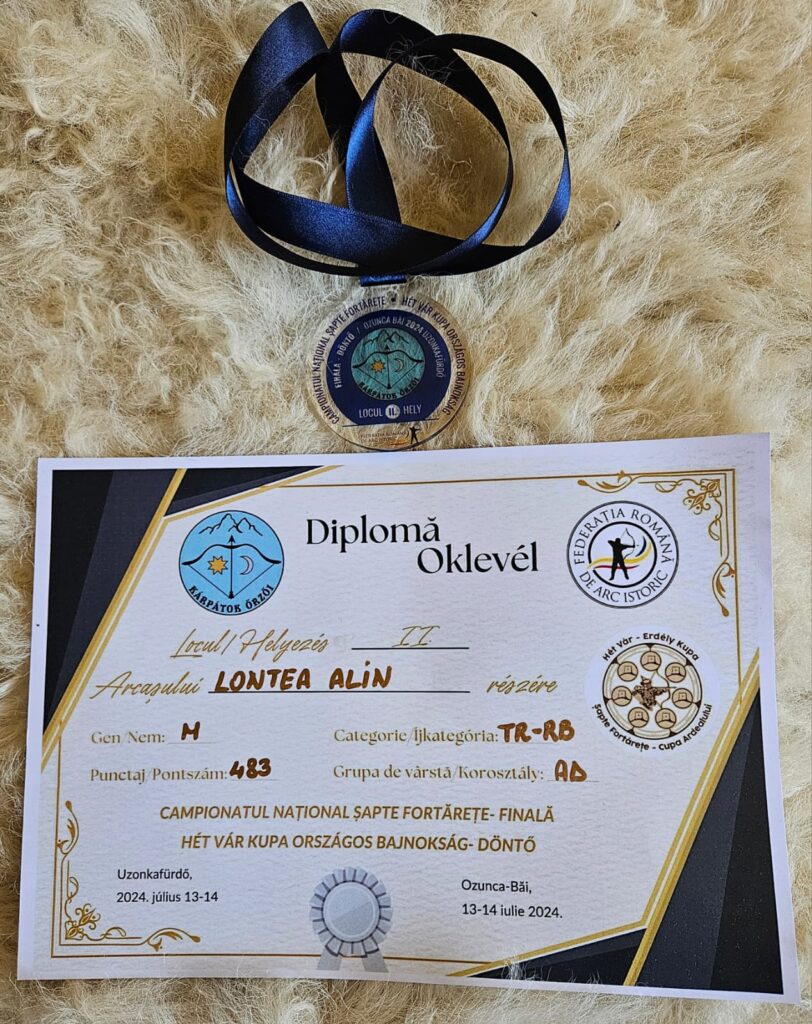 CAMPIONATUL NAȚIONAL ȘAPTE FORTĂREȚE • HÉT VÁR KUPA ORSZÁGOS BAJNOKSÁG
FINALA - DÖNTŐ / OZUNCA BĂI 2024 UZONKAFÜRDŐ
KÁRPÁTOK ŐRZŐI
LOCUL II. HELY
Diplomă
Oklevél
KÁRPÁTOK ŐRZŐI
FEDERAȚIA ROMÂNĂ
DE ARC ISTORIC
Locul/Helyezés II
Arcașului LONTEA ALIN részére
Hét Vár - Erdély Kupa
Șapte Fortărețe - Cupa Ardealului
Gen/Nem: M
Categorie/Íjkategória: TR-RB
Punctaj/Pontszám: 483
Grupa de vârstă/Korosztály: AD
CAMPIONATUL NAȚIONAL ȘAPTE FORTĂREȚE- FINALĂ
HÉT VÁR KUPA ORSZÁGOS BAJNOKSÁG- DÖNTŐ
Uzonkafürdő,
2024. július 13-14
Ozunca-Băi,
13-14 iulie 2024.